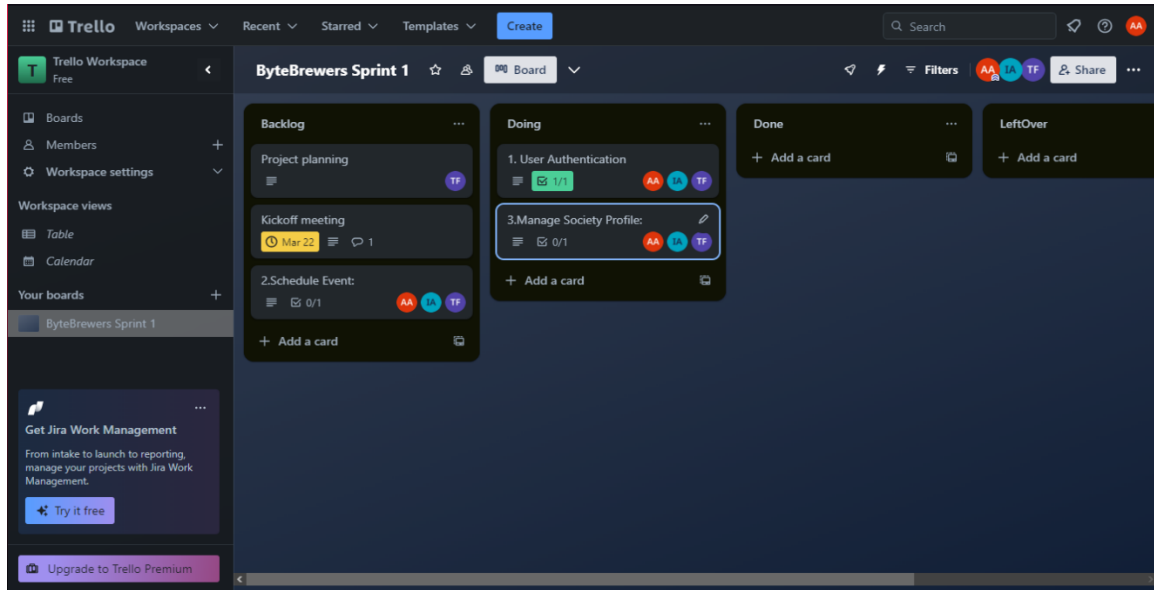 Trello
Workspaces
Recent
Starred
Templates
Create
Search
AA
T
Trello Workspace
Free
ByteBrewers Sprint 1
Board
Filters
AA
IA
TF
Share
Boards
Members
Workspace settings
Workspace views
Table
Calendar
Your boards
ByteBrewers Sprint 1
Get Jira Work Management
From intake to launch to reporting,
manage your projects with Jira Work
Management.
Try it free
Upgrade to Trello Premium
Backlog
Project planning
TF
Kickoff meeting
Mar 22
1
2.Schedule Event:
0/1
AA
IA
TF
Add a card
Doing
1. User Authentication
1/1
AA
IA
TF
3.Manage Society Profile:
0/1
AA
IA
TF
Add a card
Done
Add a card
LeftOver
Add a card